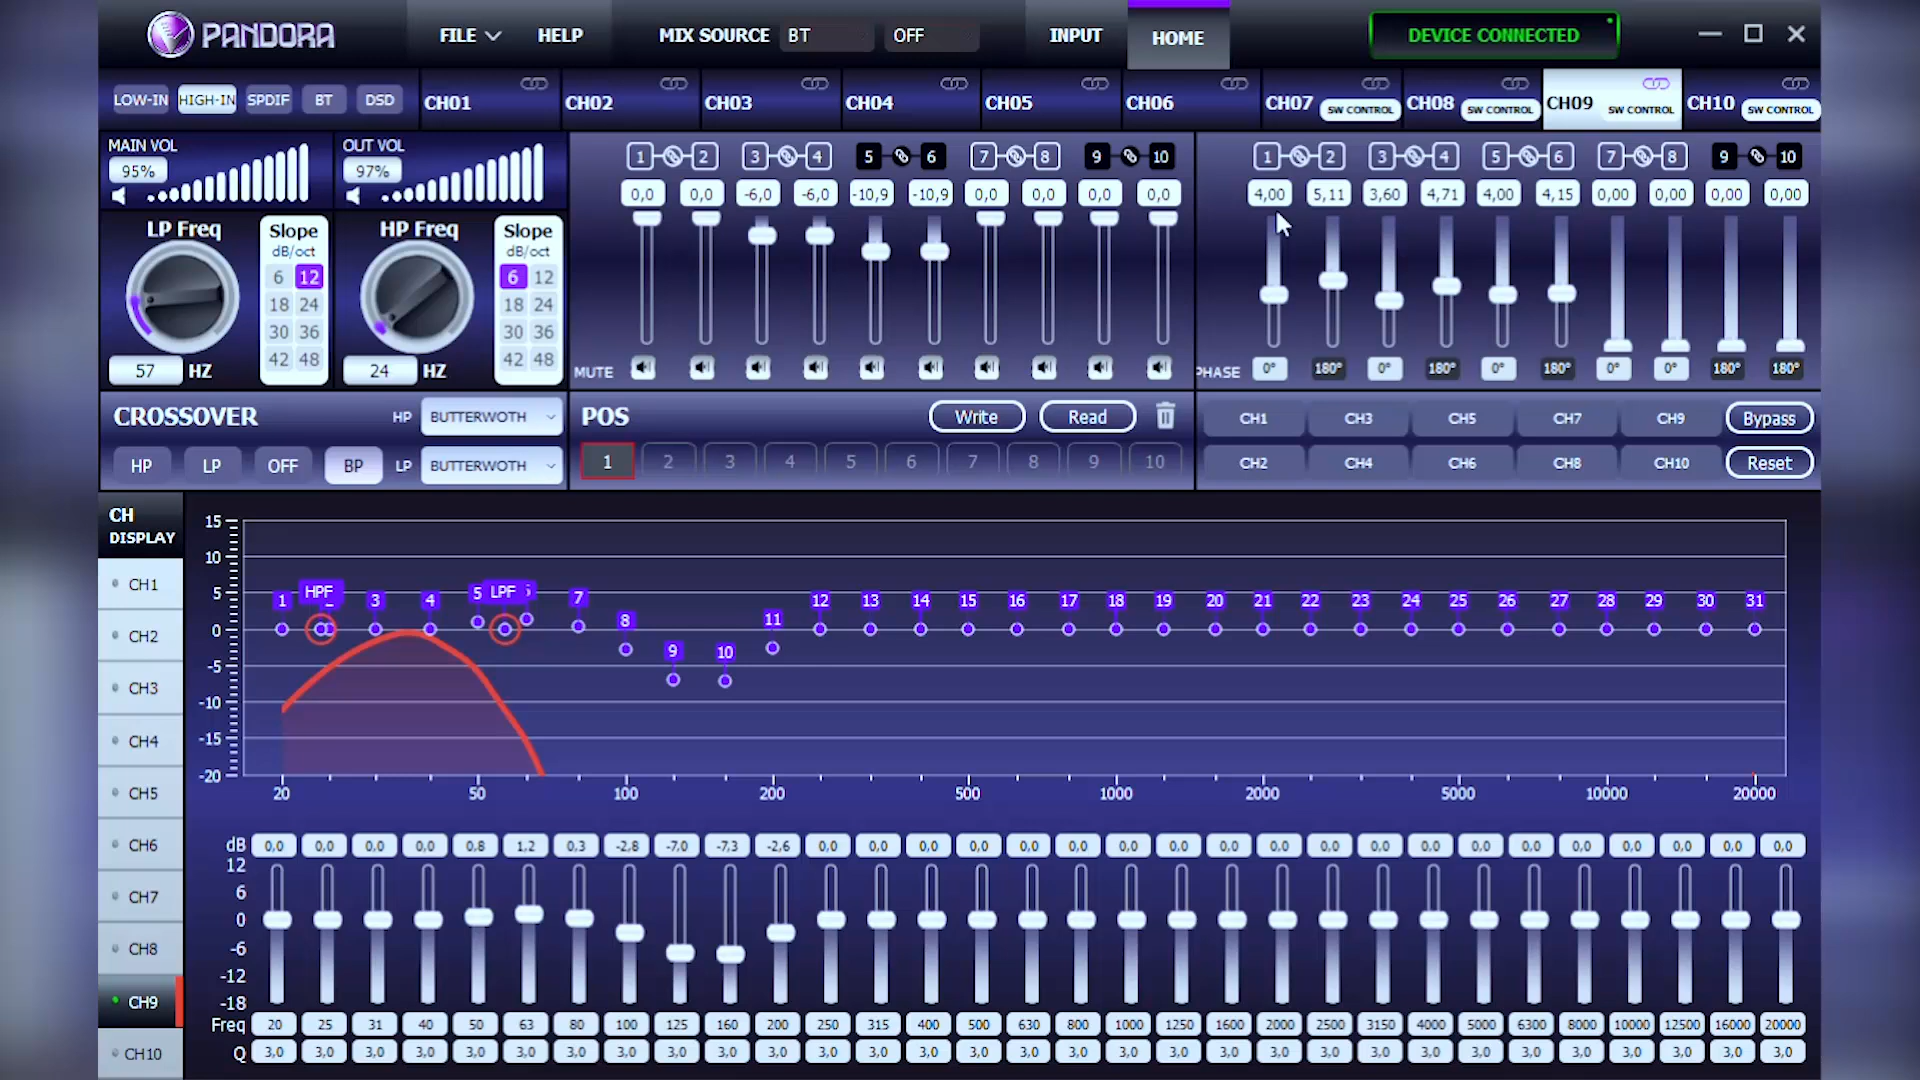 PANDORA FILE HELP MIX SOURCE BT OFF INPUT HOME DEVICE CONNECTED
LOW-IN HIGH-IN SPDIF BT DSD CH01 CH02 CH03 CH04 CH05 CH06 CH07 SW CONTROL CH08 SW CONTROL CH09 SW CONTROL CH10 SW CONTROL
MAIN VOL 95% OUT VOL 97%
1 2 3 4 5 6 7 8 9 10
0,0 0,0 -6,0 -6,0 -10,9 -10,9 0,0 0,0 0,0 0,0
MUTE
1 2 3 4 5 6 7 8 9 10
4,00 5,11 3,60 4,71 4,00 4,15 0,00 0,00 0,00 0,00
PHASE 0° 180° 0° 180° 0° 180° 0° 0° 180° 180°
LP Freq
57 HZ
Slope
dB/oct
6 12
18 24
30 36
42 48
HP Freq
24 HZ
Slope
dB/oct
6 12
18 24
30 36
42 48
CROSSOVER HP BUTTERWOTH
HP LP OFF BP LP BUTTERWOTH
POS Write Read
1 2 3 4 5 6 7 8 9 10
CH1 CH3 CH5 CH7 CH9 Bypass
CH2 CH4 CH6 CH8 CH10 Reset
CH
DISPLAY
CH1
CH2
CH3
CH4
CH5
CH6
CH7
CH8
CH9
CH10
15
10
5
0
-5
-10
-15
-20
1 HPF 3 4 5 LPF 7 8 9 10 11 12 13 14 15 16 17 18 19 20 21 22 23 24 25 26 27 28 29 30 31
20 50 100 200 500 1000 2000 5000 10000 20000
dB 0,0 0,0 0,0 0,0 0,8 1,2 0,3 -2,8 -7,0 -7,3 -2,6 0,0 0,0 0,0 0,0 0,0 0,0 0,0 0,0 0,0 0,0 0,0 0,0 0,0 0,0 0,0 0,0 0,0 0,0 0,0 0,0
12
6
0
-6
-12
-18
Freq 20 25 31 40 50 63 80 100 125 160 200 250 315 400 500 630 800 1000 1250 1600 2000 2500 3150 4000 5000 6300 8000 10000 12500 16000 20000
Q 3,0 3,0 3,0 3,0 3,0 3,0 3,0 3,0 3,0 3,0 3,0 3,0 3,0 3,0 3,0 3,0 3,0 3,0 3,0 3,0 3,0 3,0 3,0 3,0 3,0 3,0 3,0 3,0 3,0 3,0 3,0